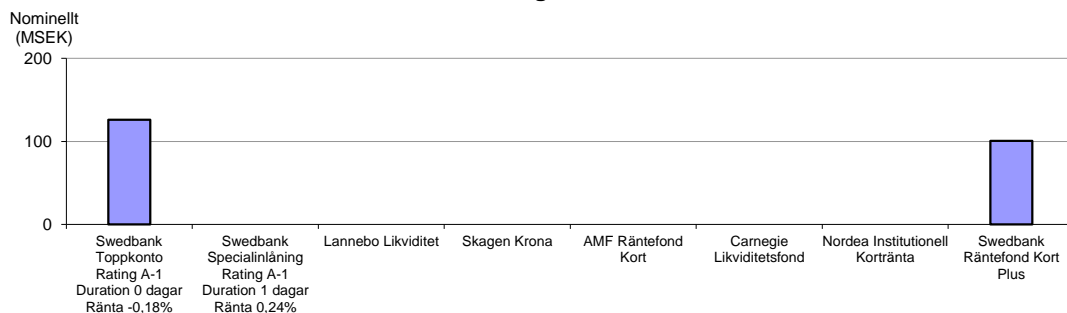 Nominellt
(MSEK)
200
100
0
Swedbank
Toppkonto
Rating A-1
Duration 0 dagar
Ränta -0,18%
Swedbank
Specialinlåning
Rating A-1
Duration 1 dagar
Ränta 0,24%
Lannebo Likviditet
Skagen Krona
AMF Räntefond
Kort
Carnegie
Likviditetsfond
Nordea Institutionell
Kortränta
Swedbank
Räntefond Kort
Plus